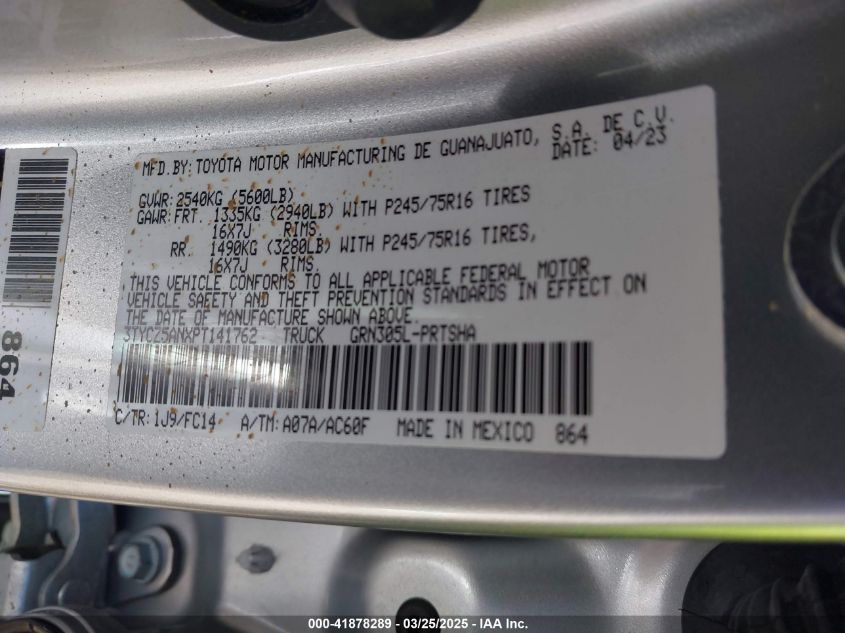 MFD.BY:TOYOTA MOTOR MANUFACTURING DE GUANAJUATO, S.A. DE C.V.
DATE: 04/23
GVWR:2540KG (5600LB)
GAWR:FRT. 1335KG (2940LB) WITH P245/75R16 TIRES
16X7J RIMS.
RR. 1490KG (3280LB) WITH P245/75R16 TIRES,
16X7J RIMS.
THIS VEHICLE CONFORMS TO ALL APPLICABLE FEDERAL MOTOR
VEHICLE SAFETY AND THEFT PREVENTION STANDARDS IN EFFECT ON
THE DATE OF MANUFACTURE SHOWN ABOVE.
3TYCZ5ANXPT141762 TRUCK GRN305L-PRTSHA
C/TR:1J9/FC14 A/TM:A07A/AC60F MADE IN MEXICO 864
864
000-41878289 - 03/25/2025 - IAA Inc.